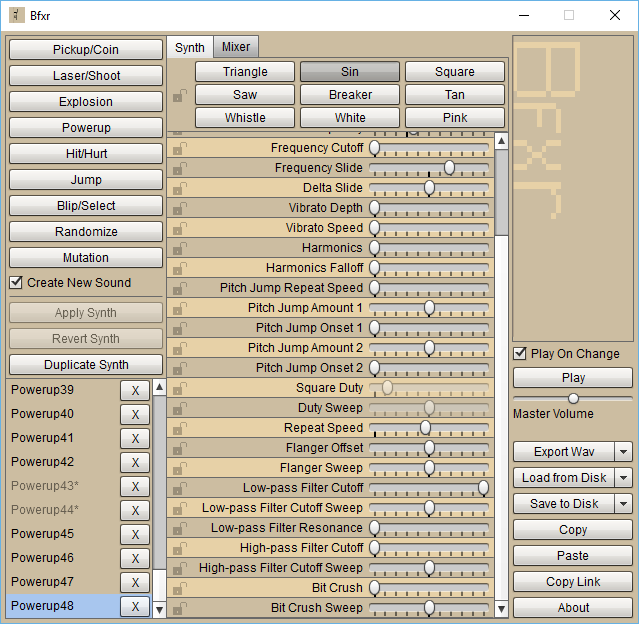 Bfxr
Pickup/Coin
Laser/Shoot
Explosion
Powerup
Hit/Hurt
Jump
Blip/Select
Randomize
Mutation
Create New Sound
Apply Synth
Revert Synth
Duplicate Synth
Powerup39 X
Powerup40 X
Powerup41 X
Powerup42 X
Powerup43* X
Powerup44* X
Powerup45 X
Powerup46 X
Powerup47 X
Powerup48 X
Synth Mixer
Triangle Sin Square
Saw Breaker Tan
Whistle White Pink
Frequency Cutoff
Frequency Slide
Delta Slide
Vibrato Depth
Vibrato Speed
Harmonics
Harmonics Falloff
Pitch Jump Repeat Speed
Pitch Jump Amount 1
Pitch Jump Onset 1
Pitch Jump Amount 2
Pitch Jump Onset 2
Square Duty
Duty Sweep
Repeat Speed
Flanger Offset
Flanger Sweep
Low-pass Filter Cutoff
Low-pass Filter Cutoff Sweep
Low-pass Filter Resonance
High-pass Filter Cutoff
High-pass Filter Cutoff Sweep
Bit Crush
Bit Crush Sweep
BFXR
Play On Change
Play
Master Volume
Export Wav
Load from Disk
Save to Disk
Copy
Paste
Copy Link
About